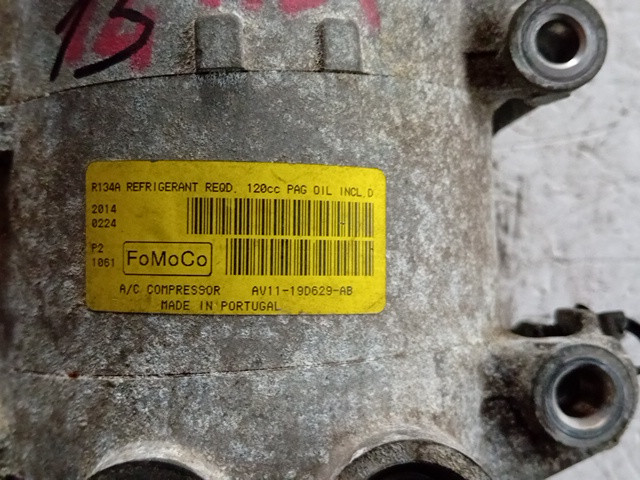 15
R134A REFRIGERANT REQD. 120cc PAG OIL INCL.D
2014
0224
P2
1061
FoMoCo
A/C COMPRES9OR AV11-19D629-AB
MADE IN PORTUGAL